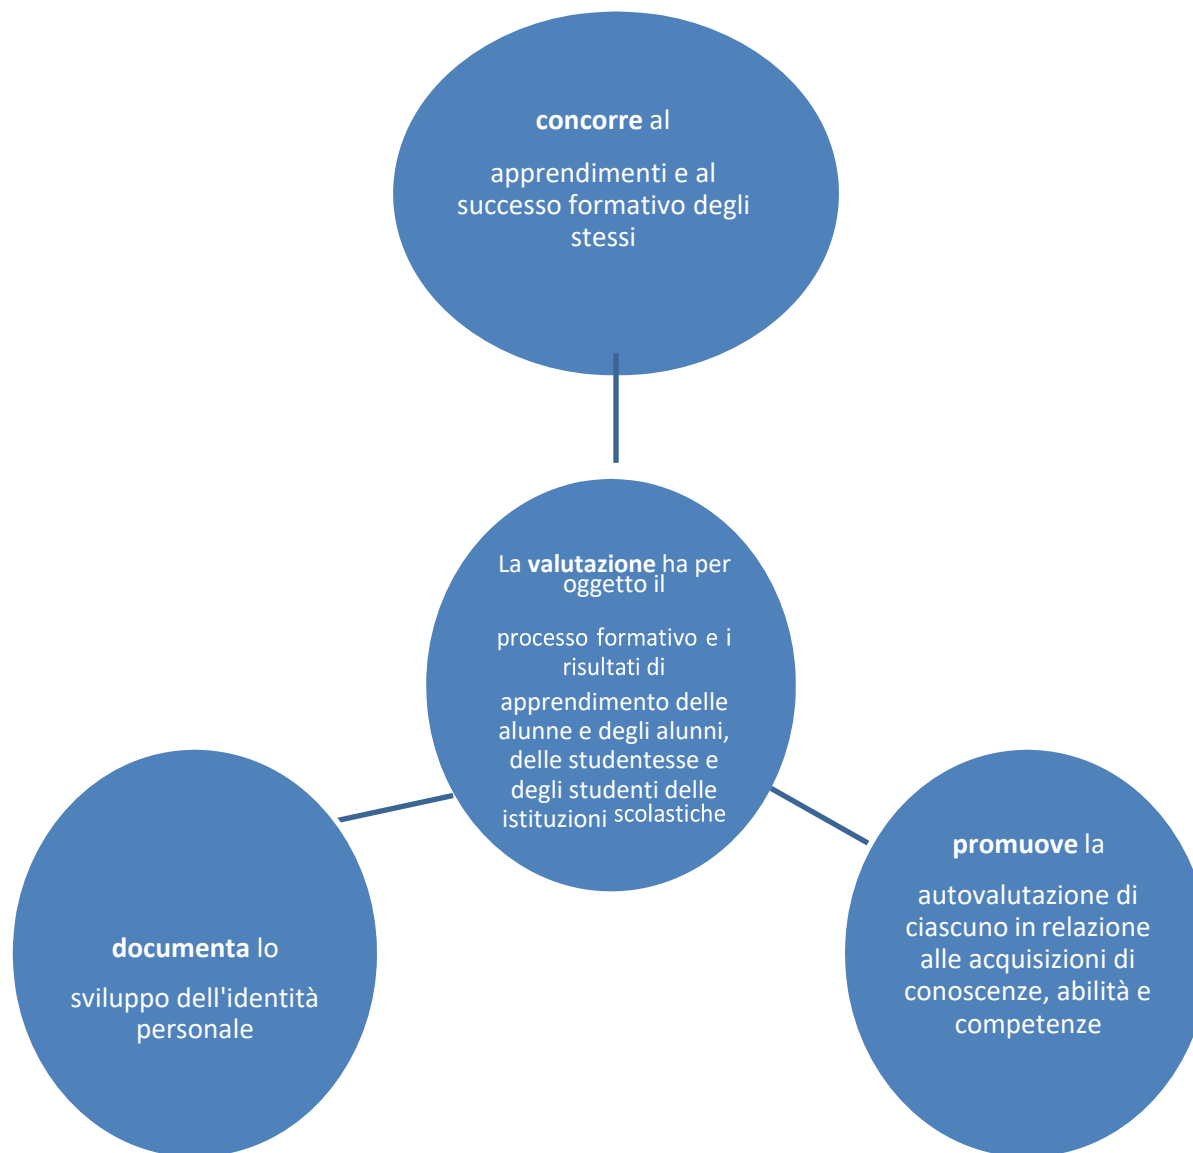 concorre al
apprendimenti e al
successo formativo degli
stessi
La valutazione ha per
oggetto il
processo formativo e i
risultati di
apprendimento delle
alunne e degli alunni,
delle studentesse e
degli studenti delle
istituzioni scolastiche
documenta lo
sviluppo dell'identità
personale
promuove la
autovalutazione di
ciascuno in relazione
alle acquisizioni di
conoscenze, abilità e
competenze